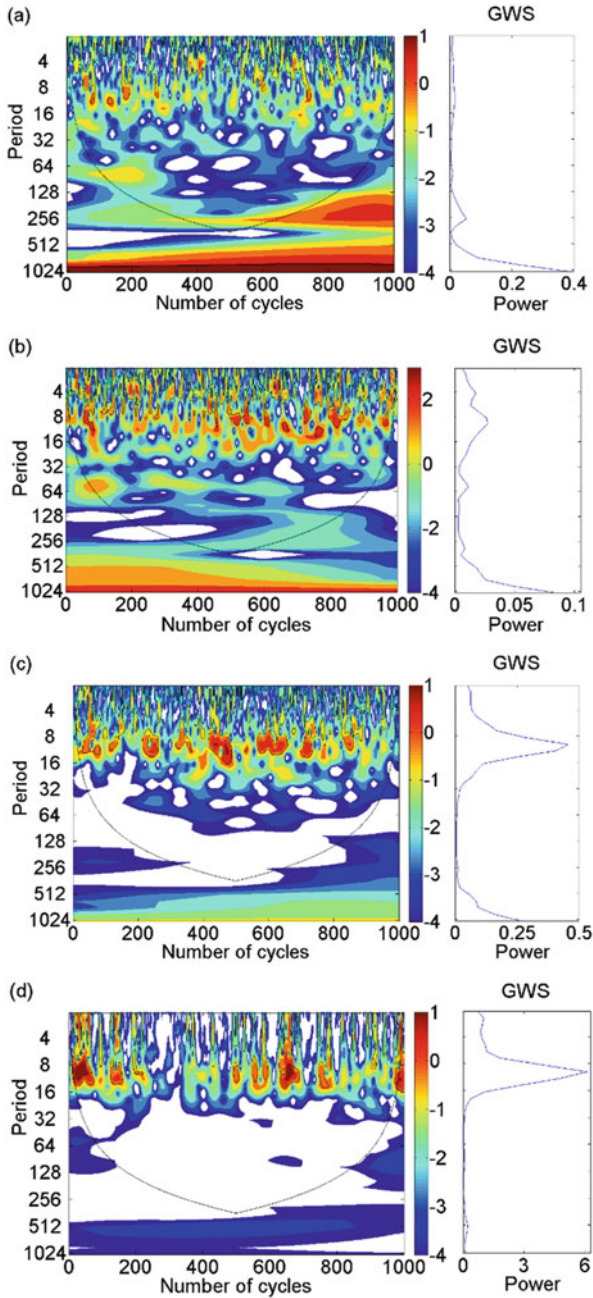 (a)
GWS
Period
4
8
16
32
64
128
256
512
1024
0 200 400 600 800 1000
Number of cycles
1
0
-1
-2
-3
-4
0 0.2 0.4
Power
(b)
GWS
Period
4
8
16
32
64
128
256
512
1024
0 200 400 600 800 1000
Number of cycles
2
0
-2
-4
0 0.05 0.1
Power
(c)
GWS
Period
4
8
16
32
64
128
256
512
1024
0 200 400 600 800 1000
Number of cycles
1
0
-1
-2
-3
-4
0 0.25 0.5
Power
(d)
GWS
Period
4
8
16
32
64
128
256
512
1024
0 200 400 600 800 1000
Number of cycles
1
0
-1
-2
-3
-4
0 3 6
Power